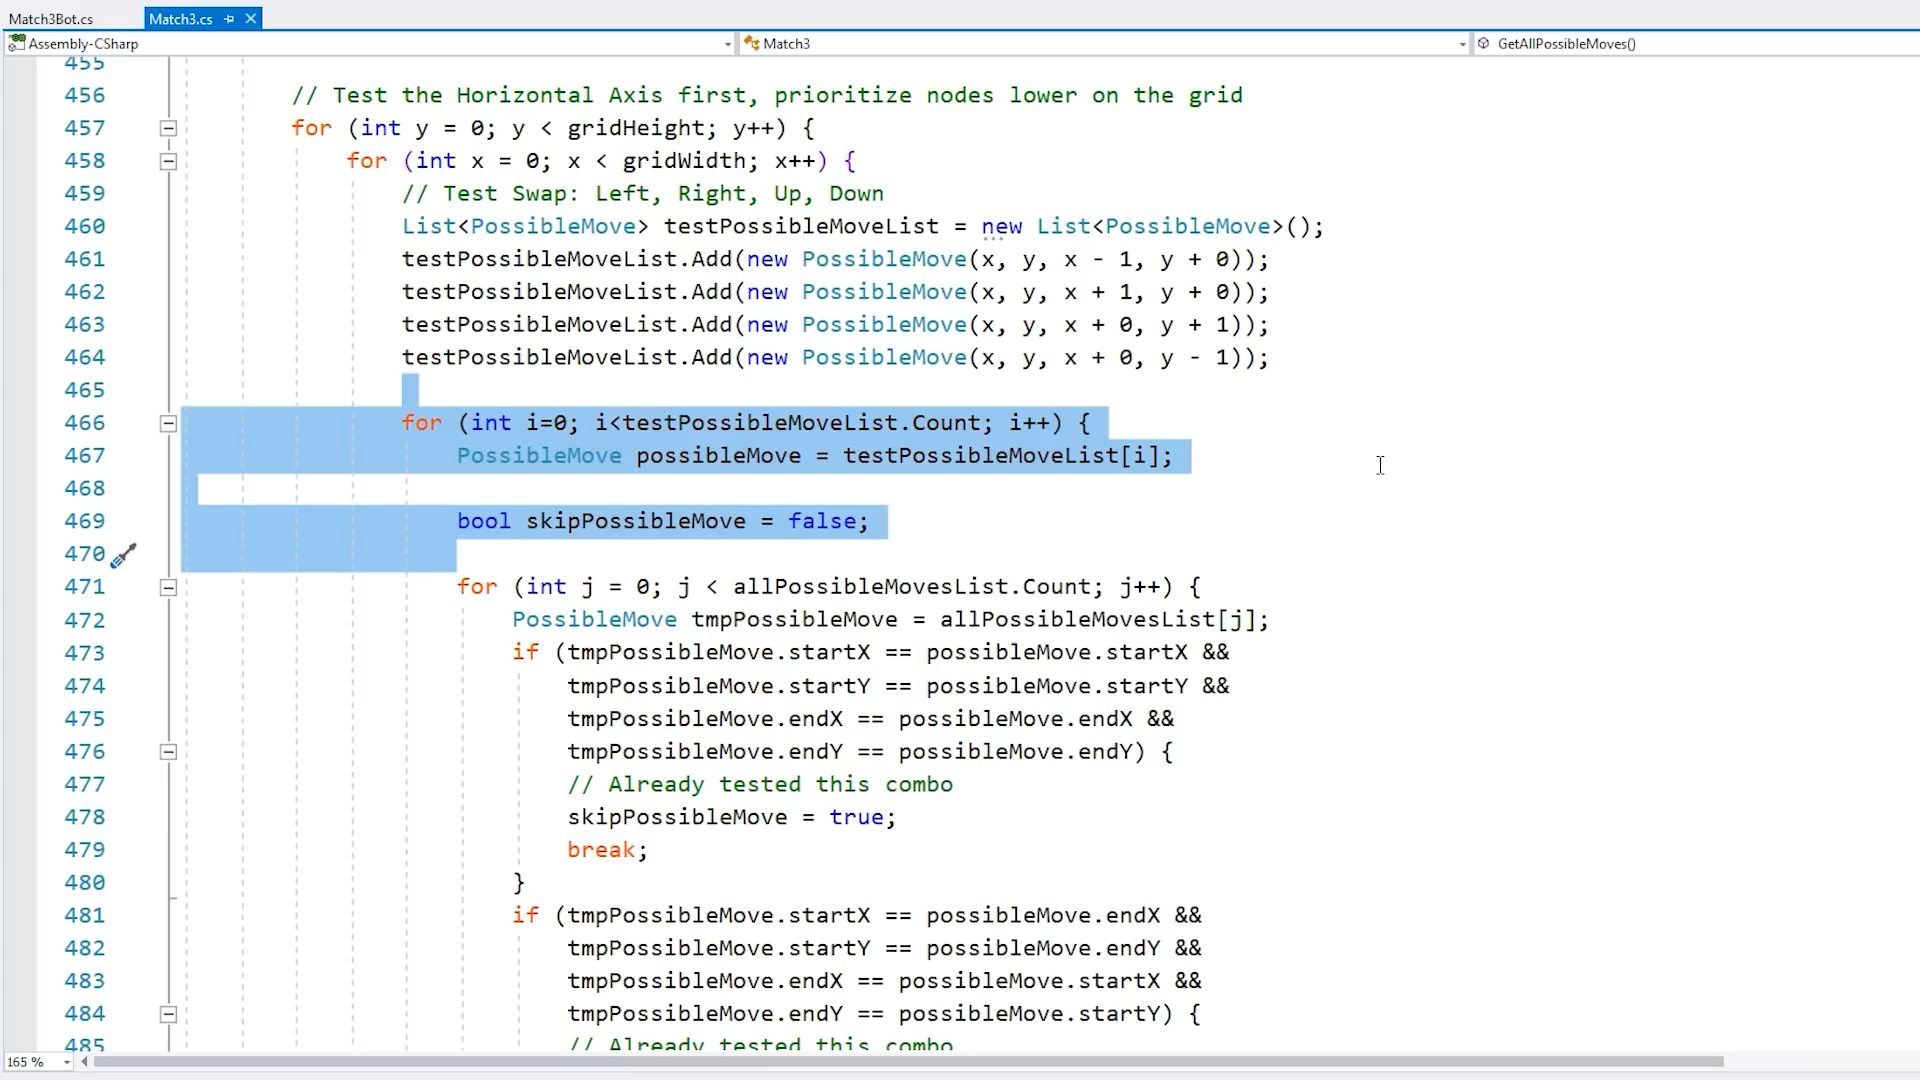 Match3Bot.cs
Match3.cs
Assembly-CSharp
Match3
GetAllPossibleMoves()
455
456 // Test the Horizontal Axis first, prioritize nodes lower on the grid
457 for (int y = 0; y < gridHeight; y++) {
458 for (int x = 0; x < gridWidth; x++) {
459 // Test Swap: Left, Right, Up, Down
460 List<PossibleMove> testPossibleMoveList = new List<PossibleMove>();
461 testPossibleMoveList.Add(new PossibleMove(x, y, x - 1, y + 0));
462 testPossibleMoveList.Add(new PossibleMove(x, y, x + 1, y + 0));
463 testPossibleMoveList.Add(new PossibleMove(x, y, x + 0, y + 1));
464 testPossibleMoveList.Add(new PossibleMove(x, y, x + 0, y - 1));
465
466 for (int i=0; i<testPossibleMoveList.Count; i++) {
467 PossibleMove possibleMove = testPossibleMoveList[i];
468
469 bool skipPossibleMove = false;
470
471 for (int j = 0; j < allPossibleMovesList.Count; j++) {
472 PossibleMove tmpPossibleMove = allPossibleMovesList[j];
473 if (tmpPossibleMove.startX == possibleMove.startX &&
474 tmpPossibleMove.startY == possibleMove.startY &&
475 tmpPossibleMove.endX == possibleMove.endX &&
476 tmpPossibleMove.endY == possibleMove.endY) {
477 // Already tested this combo
478 skipPossibleMove = true;
479 break;
480 }
481 if (tmpPossibleMove.startX == possibleMove.endX &&
482 tmpPossibleMove.startY == possibleMove.endY &&
483 tmpPossibleMove.endX == possibleMove.startX &&
484 tmpPossibleMove.endY == possibleMove.startY) {
485 // Already tested this combo
165 %